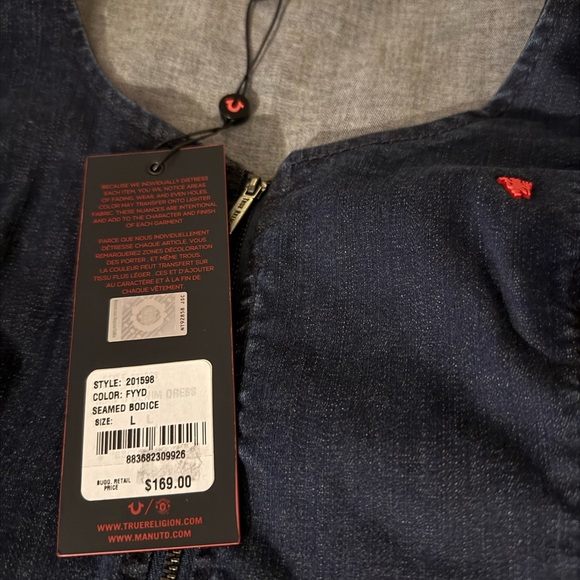 BECAUSE WE INDIVIDUALLY DISTRESS
EACH ITEM, YOU WIL NOTICE AREAS
OF FADING, WEAR, AND EVEN HOLES.
COLOR MAY TRANSFER ONTO LIGHTER
FABRIC. THESE NUANCES ARE INTENTIONAL
AND ADD TO THE CHARACTER AND FINISH
OF EACH GARMENT
PARCE QUE NOUS INDIVIDUELLEMENT
DÉTRESSE CHAQUE ARTICLE, VOUS
REMARQUEREZ ZONES DÉCOLORATION
DES PORTER , ET MÊME TROUS.
LA COULEUR PEUT TRANSFERT SUR
TISSU PLUS LÉGER . CES ET D'AJOUTER
AU CARACTÈRE ET À LA FIN DE
CHAQUE VÊTEMENT
STYLE: 201598
COLOR: FYYD
SEAMED BODICE
SIZE: L
883682309926
SUGG. RETAIL
PRICE
$169.00
WWW.TRUERELIGION.COM
WWW.MANUTD.COM